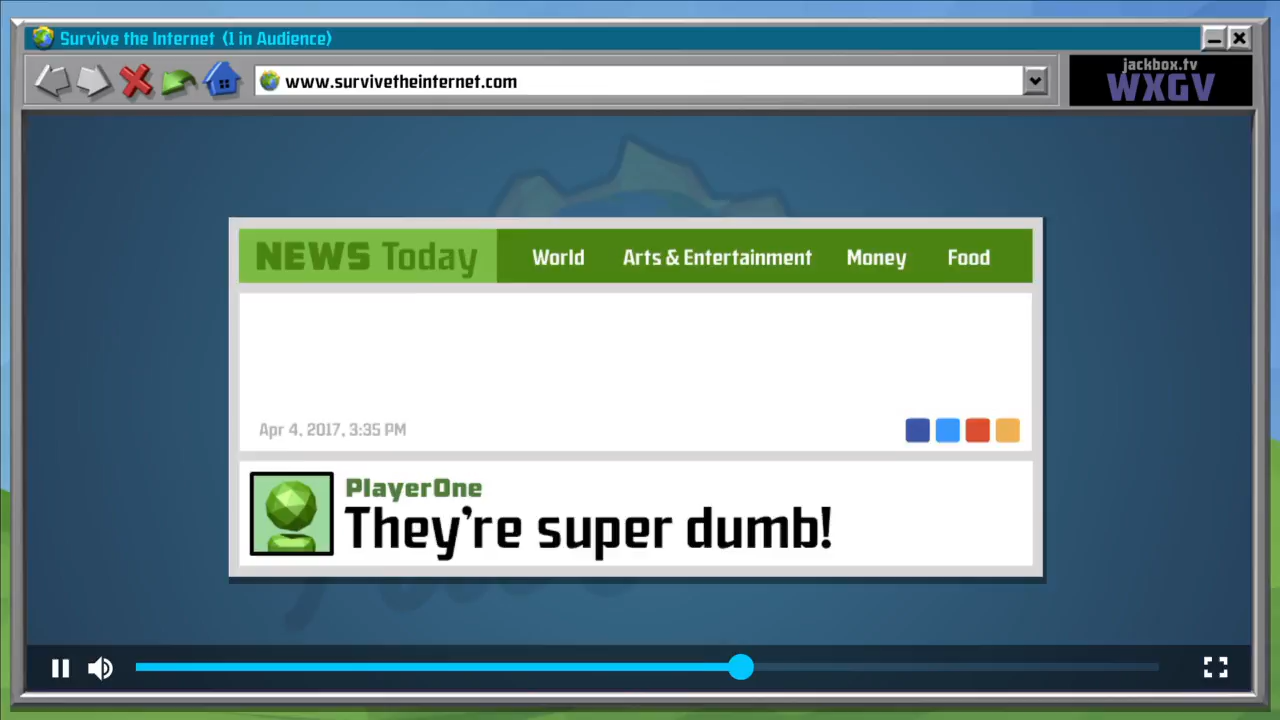 Survive the Internet (1 in Audience)
www.survivetheinternet.com
jackbox.tv
WXGV
NEWS Today World Arts & Entertainment Money Food
Apr 4, 2017, 3:35 PM
PlayerOne
They're super dumb!